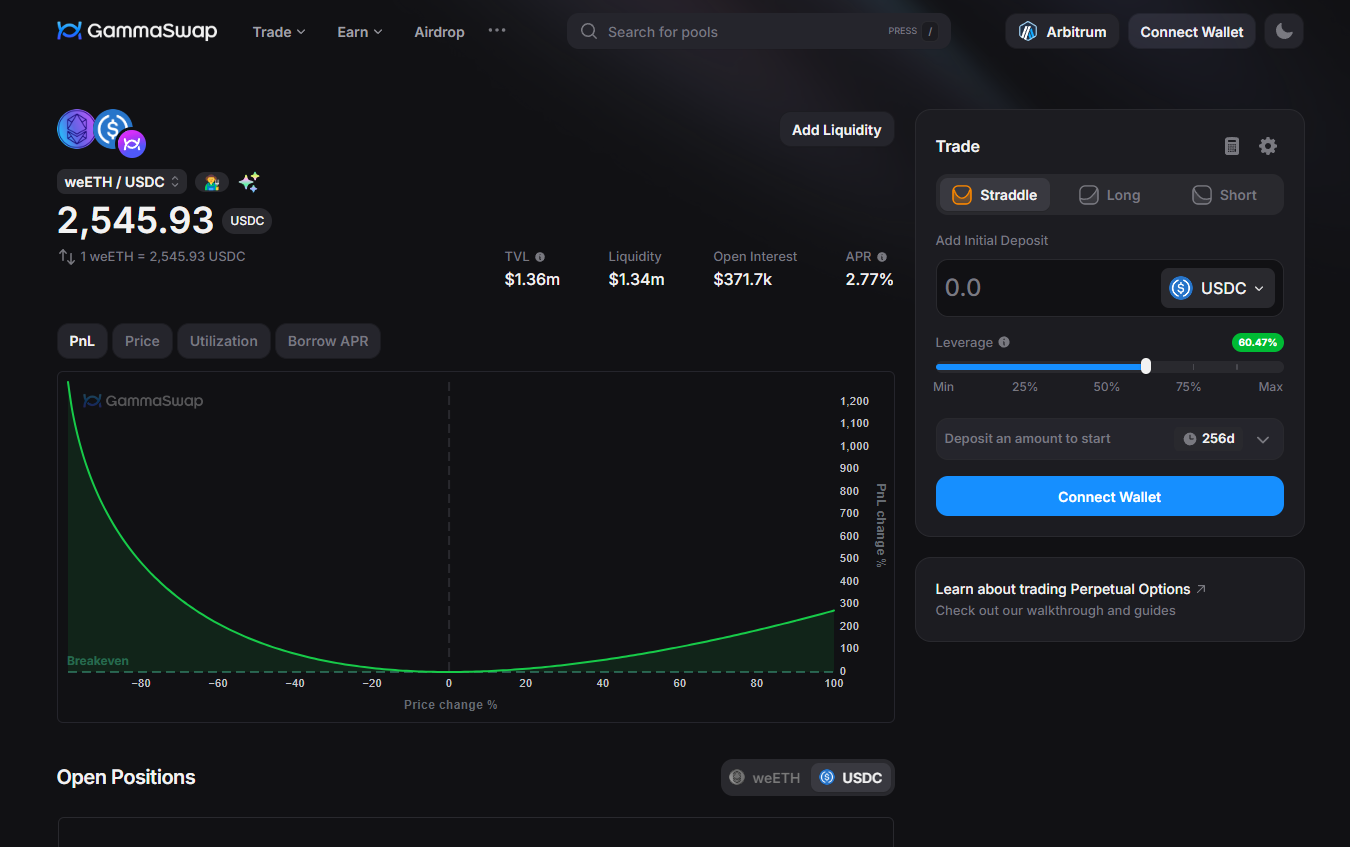 GammaSwap
Trade
Earn
Airdrop
Search for pools
PRESS /
Arbitrum
Connect Wallet
Add Liquidity
weETH / USDC
2,545.93 USDC
1 weETH = 2,545.93 USDC
TVL
$1.36m
Liquidity
$1.34m
Open Interest
$371.7k
APR
2.77%
PnL
Price
Utilization
Borrow APR
GammaSwap
1,200
1,100
1,000
900
800
700
600
500
400
300
200
100
0
PnL change %
Breakeven
−80
−60
−40
−20
0
20
40
60
80
100
Price change %
Open Positions
weETH
USDC
Trade
Straddle
Long
Short
Add Initial Deposit
0.0
USDC
Leverage
60.47%
Min
25%
50%
75%
Max
Deposit an amount to start
256d
Connect Wallet
Learn about trading Perpetual Options
Check out our walkthrough and guides